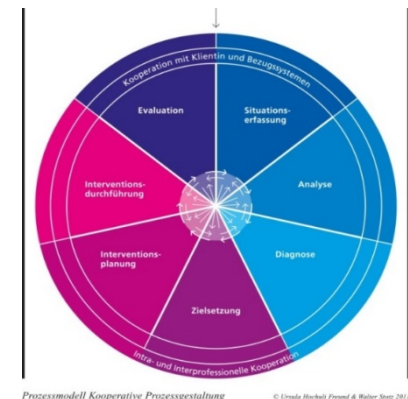 Kooperation mit Klientin und Bezugssystemen
Evaluation
Situations-
erfassung
Analyse
Diagnose
Zielsetzung
Interventions-
planung
Interventions-
durchführung
Intra- und Interprofessionelle Kooperation
Prozessmodell Kooperative Prozessgestaltung
© Ursula Hochuli Freund & Walter Stotz